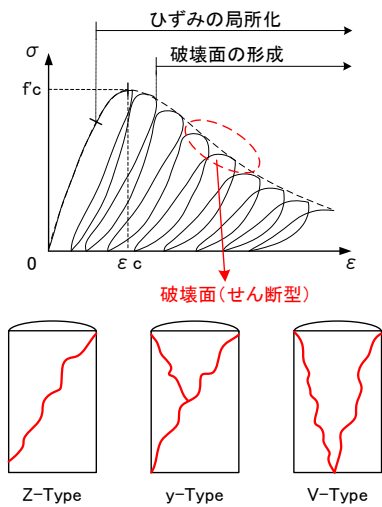 ひずみの局所化
σ
破壊面の形成
f'c
0
εc
ε
破壊面(せん断型)
Z-Type
y-Type
V-Type